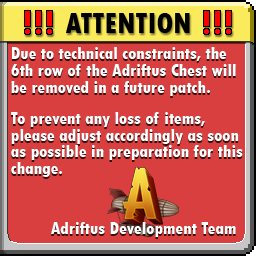 !!! ATTENTION !!!
Due to technical constraints, the
6th row of the Adriftus Chest will
be removed in a future patch.
To prevent any loss of items,
please adjust accordingly as soon
as possible in preparation for this
change.
A
Adriftus Development Team